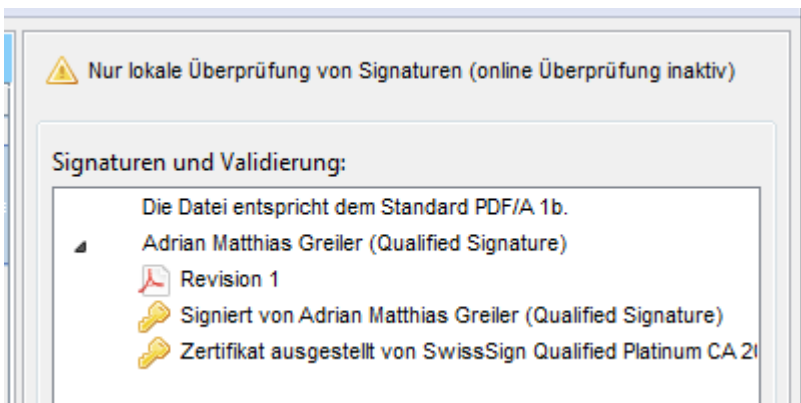 Nur lokale Überprüfung von Signaturen (online Überprüfung inaktiv)
Signaturen und Validierung:
Die Datei entspricht dem Standard PDF/A 1b.
Adrian Matthias Greiler (Qualified Signature)
Revision 1
Signiert von Adrian Matthias Greiler (Qualified Signature)
Zertifikat ausgestellt von SwissSign Qualified Platinum CA